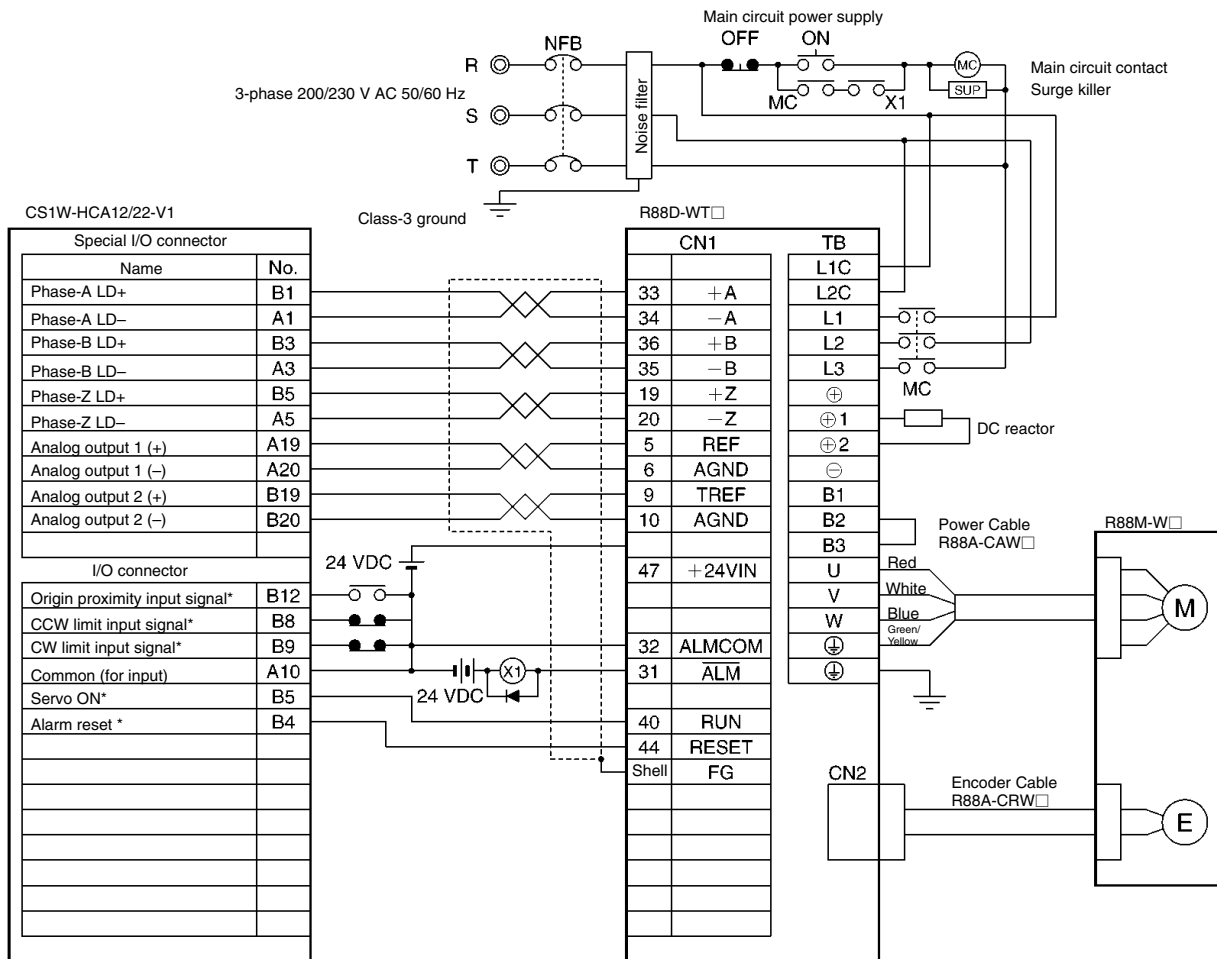 Main circuit power supply
OFF ON
NFB
R
MC
Main circuit contact
SUP
Surge killer
3-phase 200/230 V AC 50/60 Hz
MC X1
S
Noise filter
T
Class-3 ground
CS1W-HCA12/22-V1
R88D-WT□
Special I/O connector
CN1 TB
Name No.
L1C
Phase-A LD+ B1 33 +A L2C
Phase-A LD– A1 34 −A L1
Phase-B LD+ B3 36 +B L2
Phase-B LD– A3 35 −B L3
MC
Phase-Z LD+ B5 19 +Z ⊕
Phase-Z LD– A5 20 −Z ⊕1
DC reactor
Analog output 1 (+) A19 5 REF ⊕2
Analog output 1 (–) A20 6 AGND ⊖
Analog output 2 (+) B19 9 TREF B1
Analog output 2 (–) B20 10 AGND B2
B3
Power Cable
R88A-CAW□
R88M-W□
24 VDC
I/O connector
47 +24VIN U Red
Origin proximity input signal* B12 V White
CCW limit input signal* B8 W Blue
Green/
Yellow
M
CW limit input signal* B9 32 ALMCOM
Common (for input) A10 X1 31 ALM
24 VDC
Servo ON* B5 40 RUN
Alarm reset * B4 44 RESET
Shell FG
CN2
Encoder Cable
R88A-CRW□
E